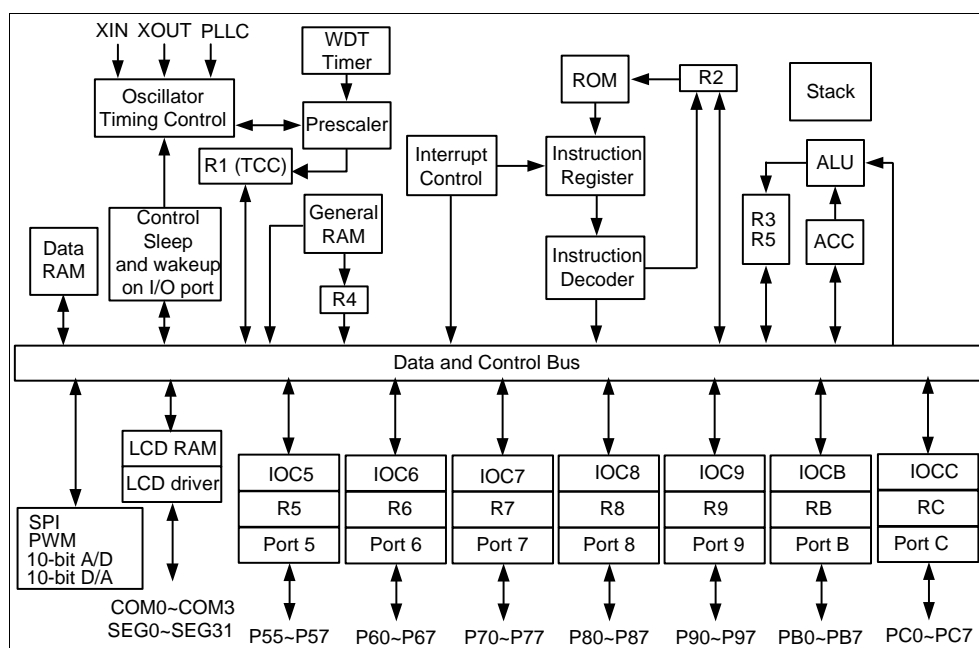 XIN XOUT PLLC
WDT
Timer
Oscillator
Timing Control
Prescaler
R1 (TCC)
ROM
R2
Stack
Interrupt
Control
Instruction
Register
ALU
Control
Sleep
and wakeup
on I/O port
General
RAM
Data
RAM
R4
Instruction
Decoder
R3
R5
ACC
Data and Control Bus
LCD RAM
LCD driver
SPI
PWM
10-bit A/D
10-bit D/A
COM0~COM3
SEG0~SEG31
IOC5
R5
Port 5
P55~P57
IOC6
R6
Port 6
P60~P67
IOC7
R7
Port 7
P70~P77
IOC8
R8
Port 8
P80~P87
IOC9
R9
Port 9
P90~P97
IOCB
RB
Port B
PB0~PB7
IOCC
RC
Port C
PC0~PC7